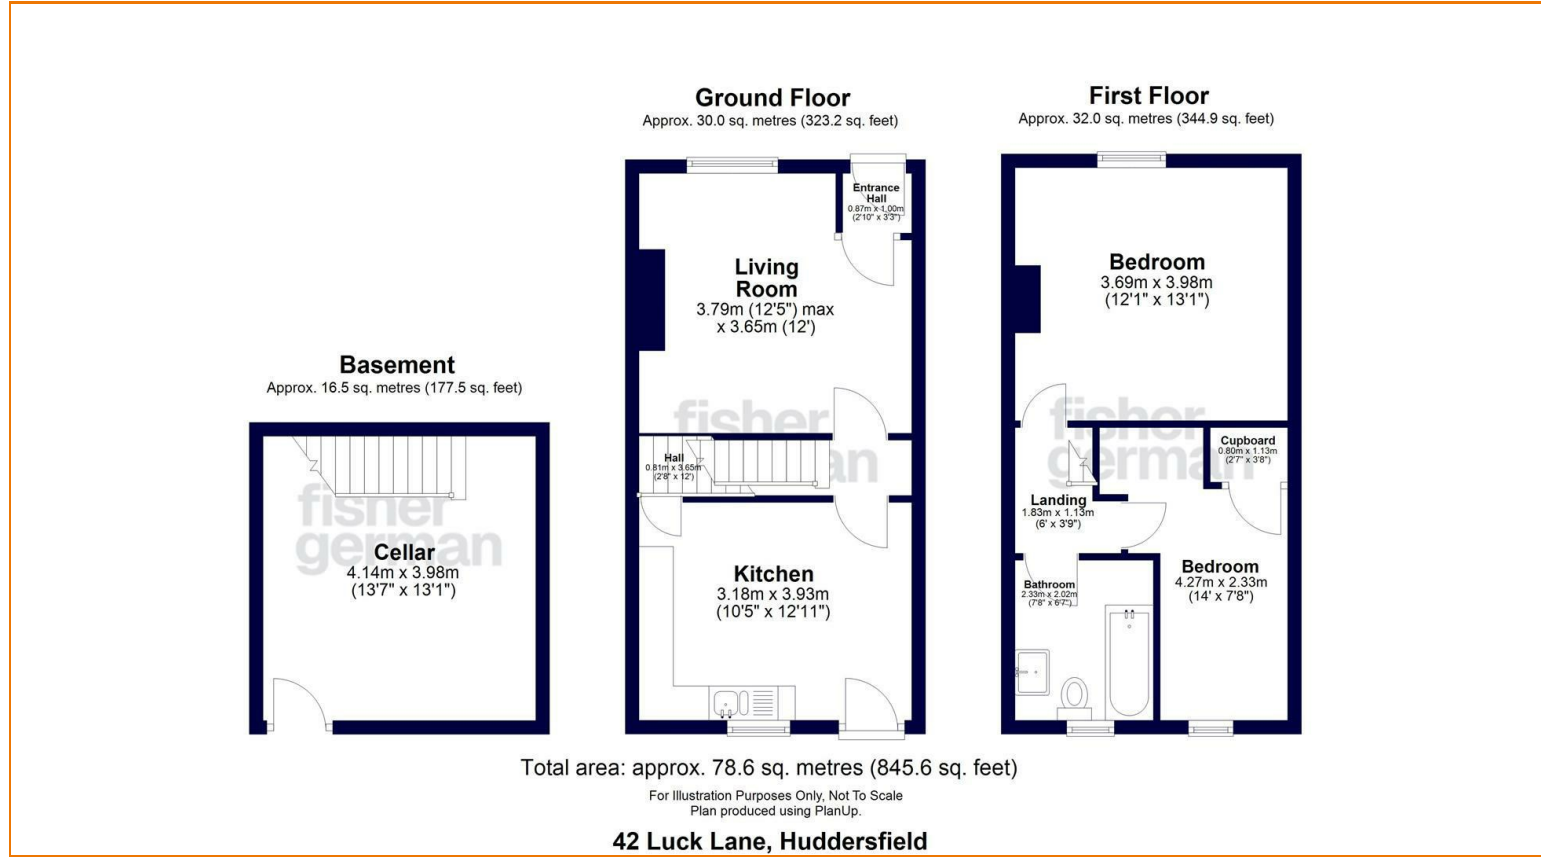 Ground Floor
Approx. 30.0 sq. metres (323.2 sq. feet)
First Floor
Approx. 32.0 sq. metres (344.9 sq. feet)
Entrance
Hall
0.87m x 1.00m
(2'10" x 3'3")
Living
Room
3.79m (12'5") max
x 3.65m (12')
Bedroom
3.69m x 3.98m
(12'1" x 13'1")
Basement
Approx. 16.5 sq. metres (177.5 sq. feet)
fisher
german
Cellar
4.14m x 3.98m
(13'7" x 13'1")
fisher
german
Hall
0.81m x 3.65m
(2'8" x 12')
Kitchen
3.18m x 3.93m
(10'5" x 12'11")
fisher
german
Cupboard
0.80m x 1.13m
(2'7" x 3'8")
Landing
1.83m x 1.13m
(6' x 3'9")
Bathroom
2.33m x 2.02m
(7'8" x 6'7")
Bedroom
4.27m x 2.33m
(14' x 7'8")
Total area: approx. 78.6 sq. metres (845.6 sq. feet)
For Illustration Purposes Only, Not To Scale
Plan produced using PlanUp.
42 Luck Lane, Huddersfield